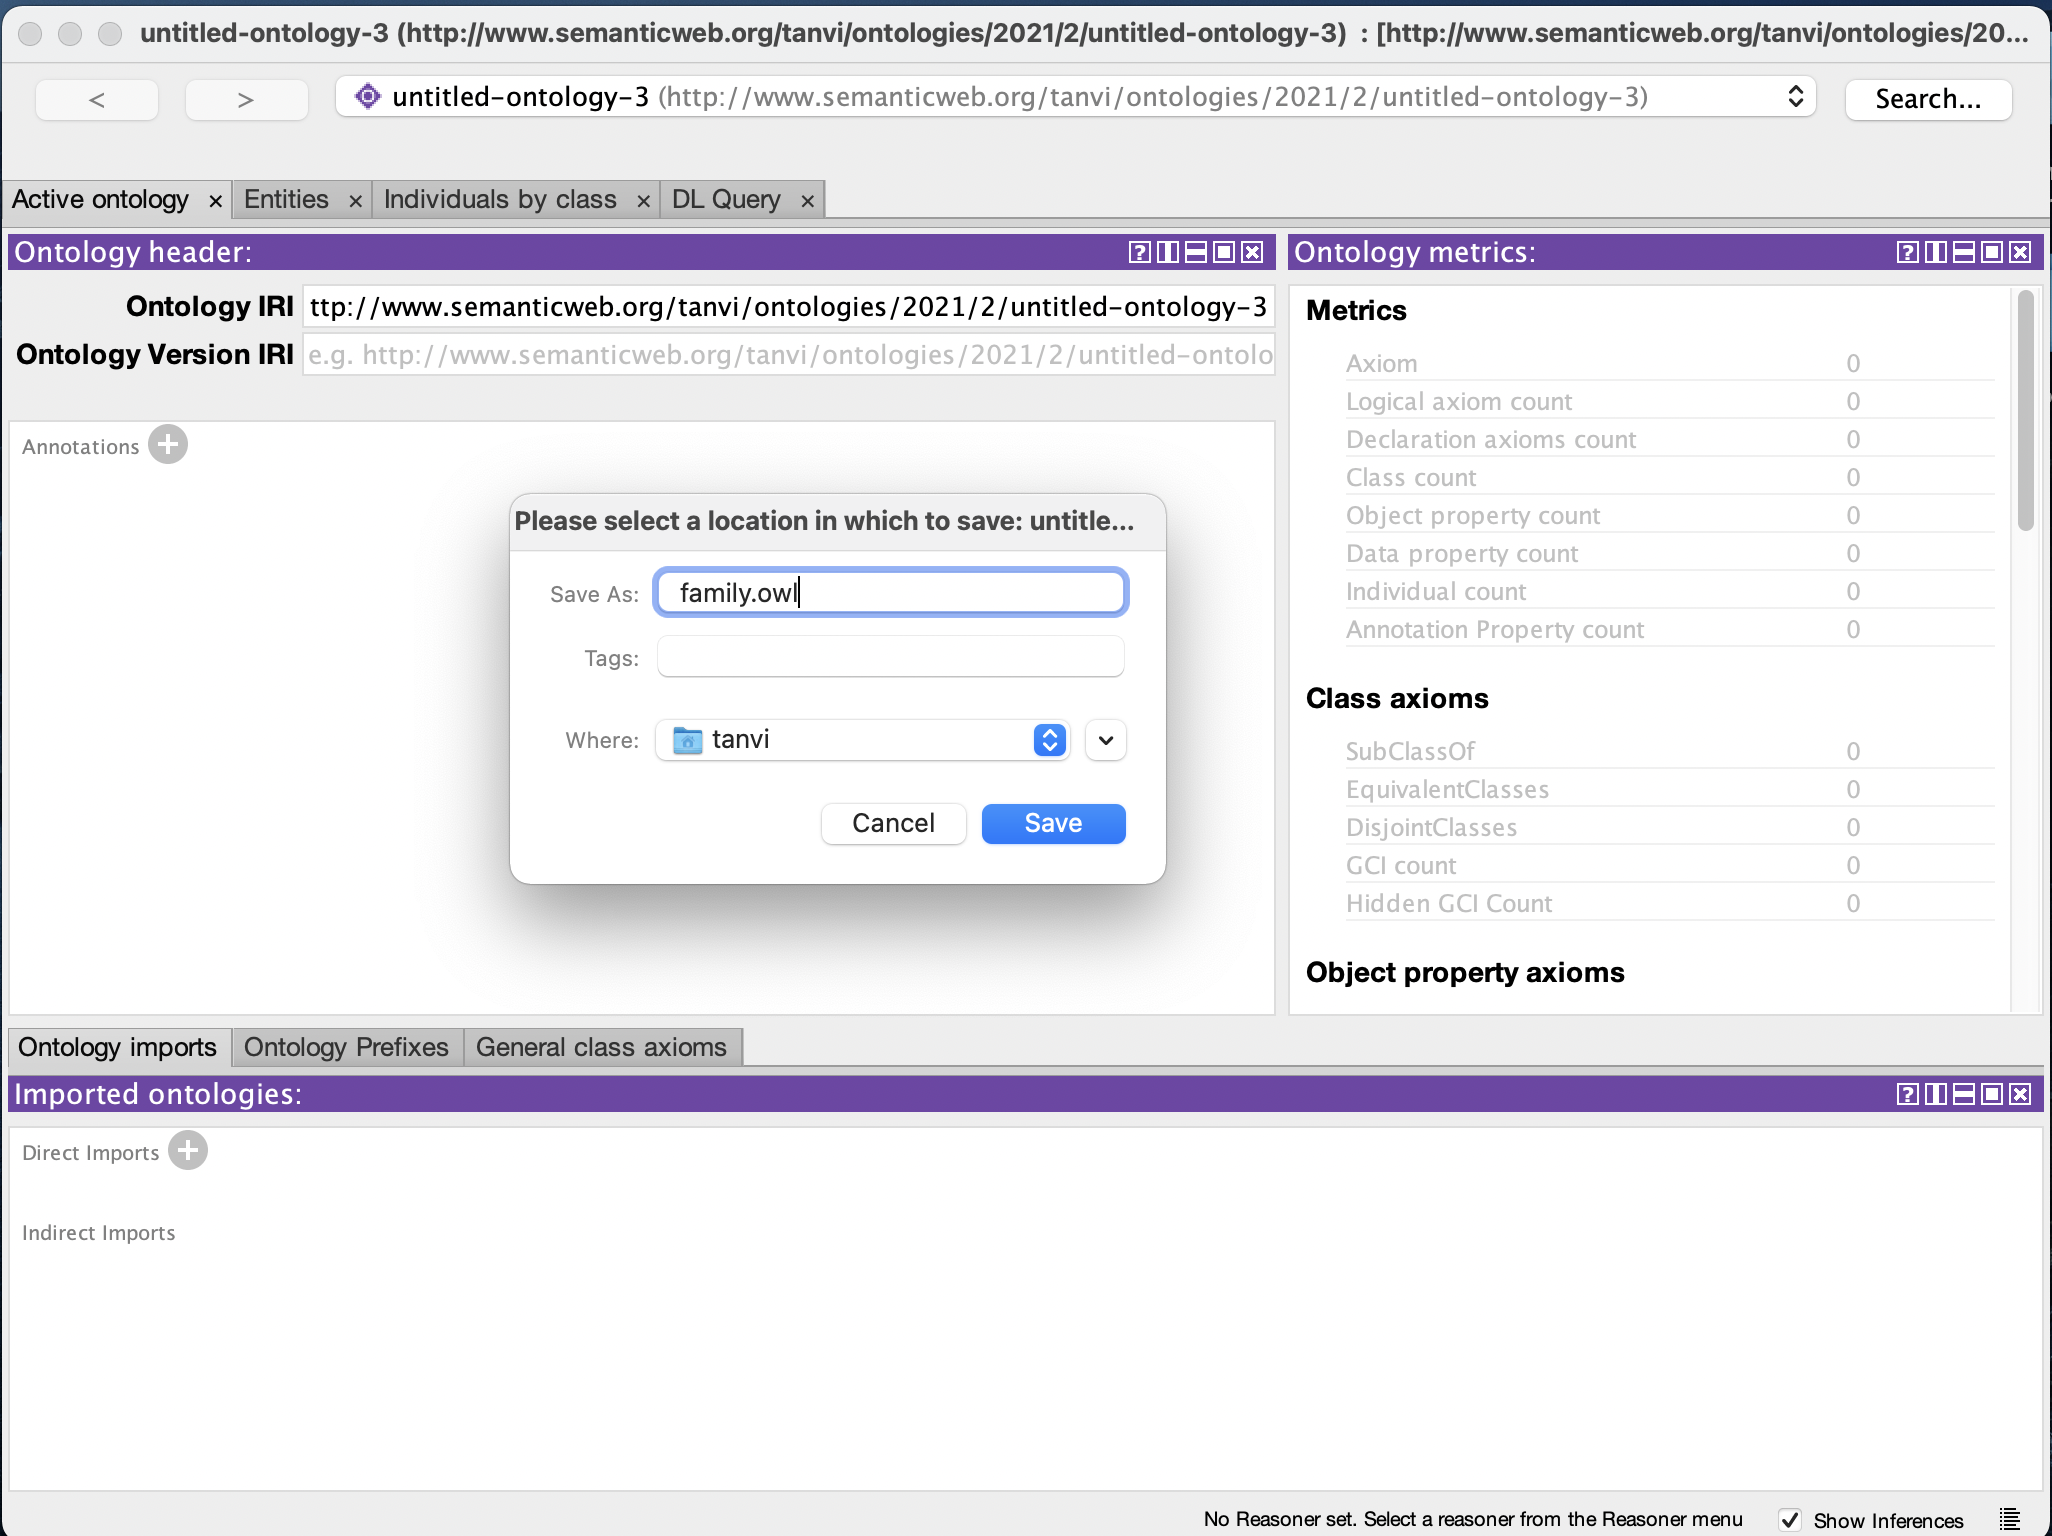 untitled-ontology-3 (http://www.semanticweb.org/tanvi/ontologies/2021/2/untitled-ontology-3) : [http://www.semanticweb.org/tanvi/ontologies/20...
< > untitled-ontology-3 (http://www.semanticweb.org/tanvi/ontologies/2021/2/untitled-ontology-3) Search...
Active ontology × Entities × Individuals by class × DL Query ×
Ontology header:
Ontology IRI ttp://www.semanticweb.org/tanvi/ontologies/2021/2/untitled-ontology-3
Ontology Version IRI e.g. http://www.semanticweb.org/tanvi/ontologies/2021/2/untitled-ontolo
Annotations
Please select a location in which to save: untitle...
Save As: family.owl
Tags:
Where: tanvi
Cancel Save
Ontology metrics:
Metrics
Axiom 0
Logical axiom count 0
Declaration axioms count 0
Class count 0
Object property count 0
Data property count 0
Individual count 0
Annotation Property count 0
Class axioms
SubClassOf 0
EquivalentClasses 0
DisjointClasses 0
GCI count 0
Hidden GCI Count 0
Object property axioms
Ontology imports Ontology Prefixes General class axioms
Imported ontologies:
Direct Imports
Indirect Imports
No Reasoner set. Select a reasoner from the Reasoner menu Show Inferences